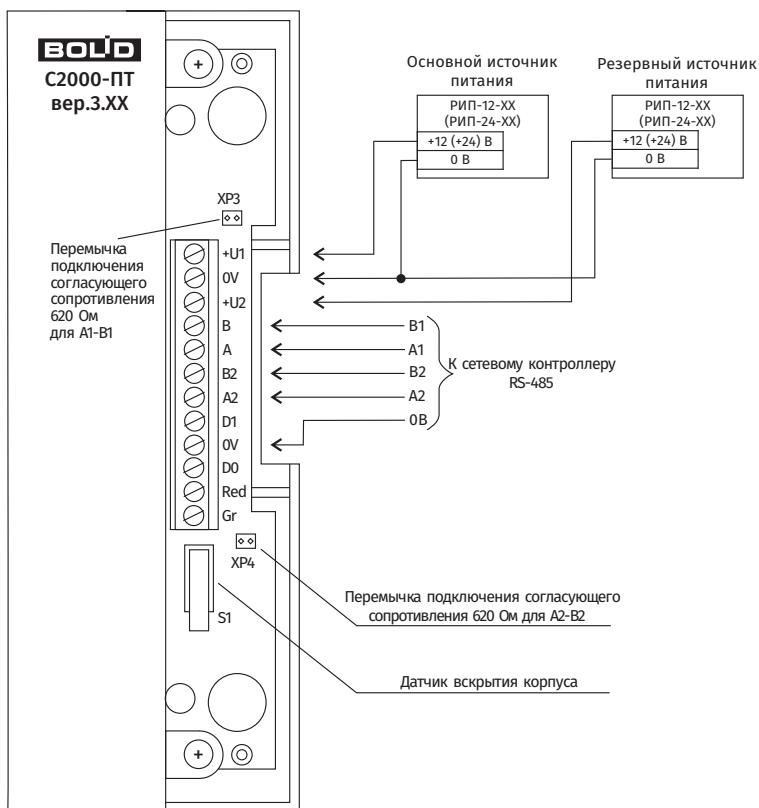 BOLID
С2000-ПТ
вер.3.ХХ
Основной источник
питания
РИП-12-ХХ
(РИП-24-ХХ)
+12 (+24) В
0 В
Резервный источник
питания
РИП-12-ХХ
(РИП-24-ХХ)
+12 (+24) В
0 В
XP3
Перемычка
подключения
согласующего
сопротивления
620 Ом
для А1-В1
+U1
0V
+U2
B
A
B2
A2
D1
0V
D0
Red
Gr
B1
A1
B2
A2
0В
К сетевому контроллеру
RS-485
XP4
S1
Перемычка подключения согласующего
сопротивления 620 Ом для А2-В2
Датчик вскрытия корпуса